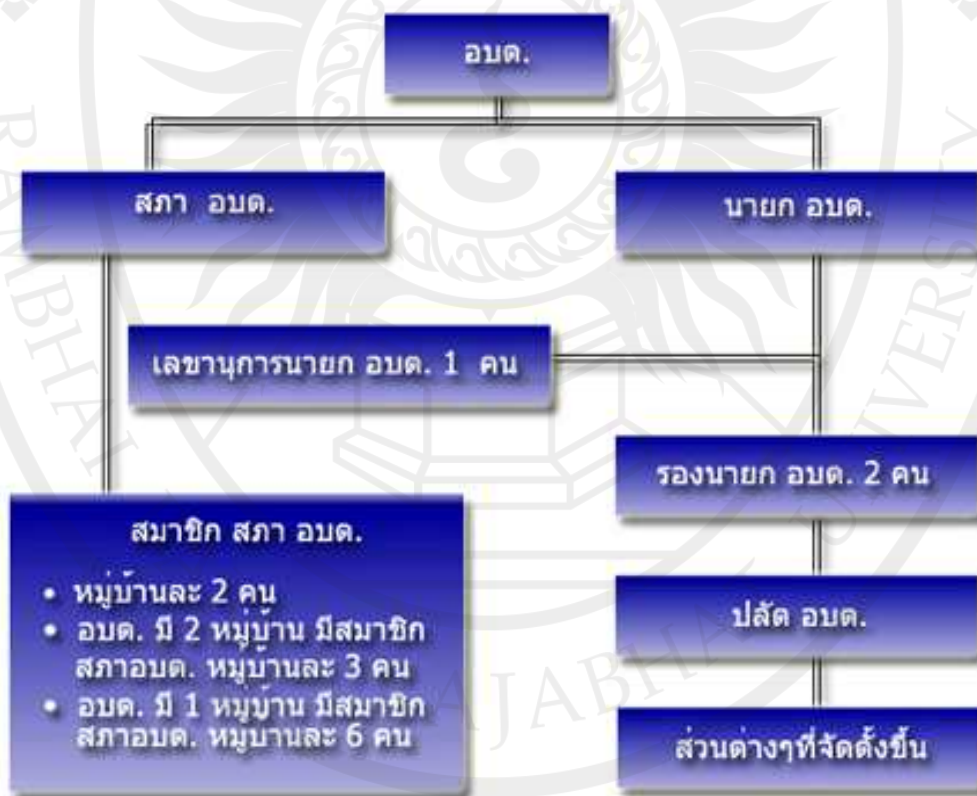 อบต.
สภา อบต.
นายก อบต.
เลขานุการนายก อบต. 1 คน
รองนายก อบต. 2 คน
สมาชิก สภา อบต.
• หมู่บ้านละ 2 คน
• อบต. มี 2 หมู่บ้าน มีสมาชิก
สภาอบต. หมู่บ้านละ 3 คน
• อบต. มี 1 หมู่บ้าน มีสมาชิก
สภาอบต. หมู่บ้านละ 6 คน
ปลัด อบต.
ส่วนต่างๆที่จัดตั้งขึ้น